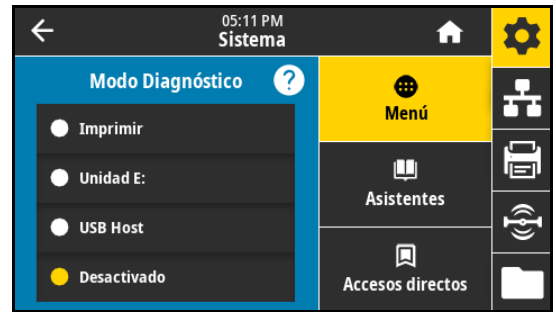 05:11 PM
Sistema
Modo Diagnóstico ?
Imprimir
Unidad E:
USB Host
Desactivado
Menú
Asistentes
Accesos directos